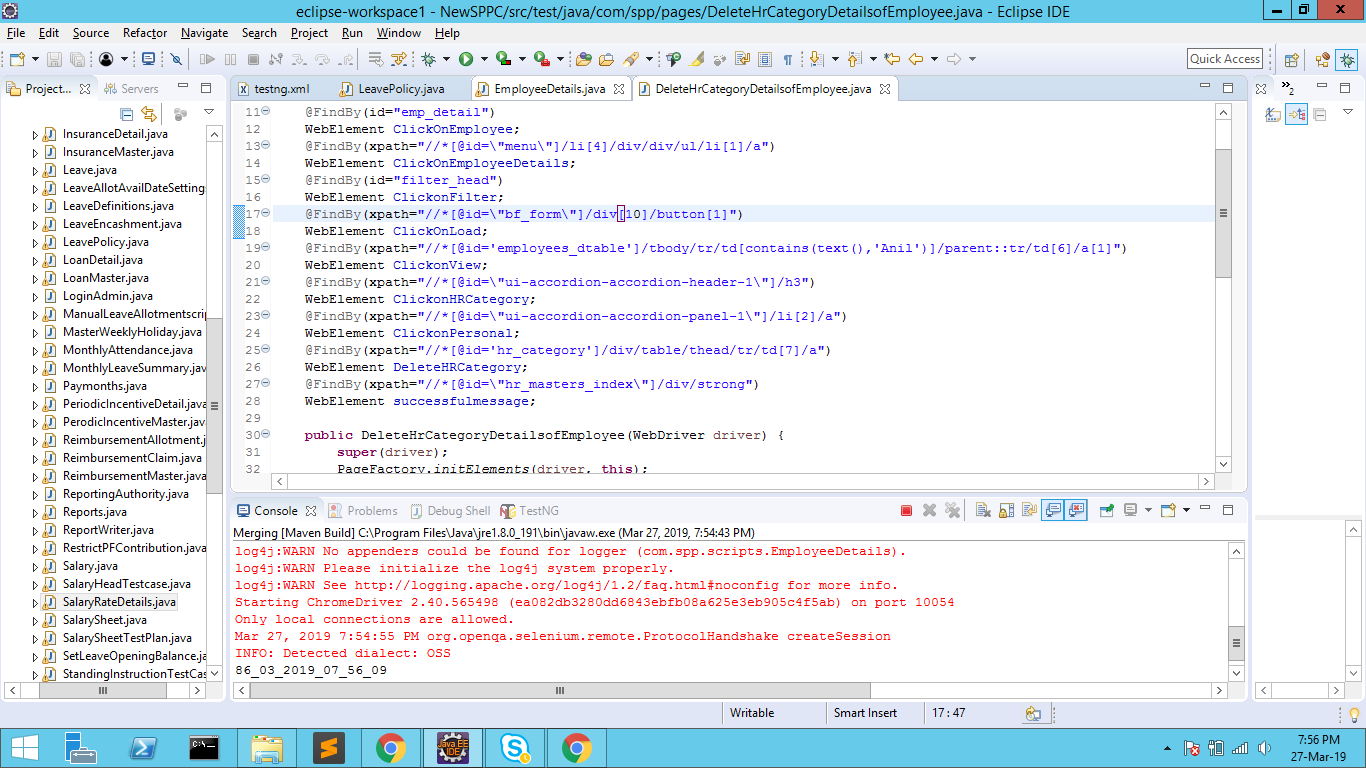 eclipse-workspace1 - NewSPPC/src/test/java/com/spp/pages/DeleteHrCategoryDetailsofEmployee.java - Eclipse IDE
File Edit Source Refactor Navigate Search Project Run Window Help
Quick Access
Project... Servers
InsuranceDetail.java
InsuranceMaster.java
Leave.java
LeaveAllotAvailDateSetting
LeaveDefinitions.java
LeaveEncashment.java
LeavePolicy.java
LoanDetail.java
LoanMaster.java
LoginAdmin.java
ManualLeaveAllotmentscrip
MasterWeeklyHoliday.java
MonthlyAttendance.java
MonthlyLeaveSummary.jav
Paymonths.java
PeriodicIncentiveDetail.java
PerodicIncentiveMaster.jav
ReimbursementAllotment.j
ReimbursementClaim.java
ReimbursementMaster.java
ReportingAuthority.java
Reports.java
ReportWriter.java
RestrictPFContribution.java
Salary.java
SalaryHeadTestcase.java
SalaryRateDetails.java
SalarySheet.java
SalarySheetTestPlan.java
SetLeaveOpeningBalance.ja
StandingInstructionTestCas
testng.xml LeavePolicy.java EmployeeDetails.java DeleteHrCategoryDetailsofEmployee.java
11 @FindBy(id="emp_detail")
12 WebElement ClickOnEmployee;
13 @FindBy(xpath="//*[@id=\"menu\"]/li[4]/div/div/ul/li[1]/a")
14 WebElement ClickOnEmployeeDetails;
15 @FindBy(id="filter_head")
16 WebElement ClickonFilter;
17 @FindBy(xpath="//*[@id=\"bf_form\"]/div[10]/button[1]")
18 WebElement ClickOnLoad;
19 @FindBy(xpath="//*[@id='employees_dtable']/tbody/tr/td[contains(text(),'Anil')]/parent::tr/td[6]/a[1]")
20 WebElement ClickonView;
21 @FindBy(xpath="//*[@id=\"ui-accordion-accordion-header-1\"]/h3")
22 WebElement ClickonHRCategory;
23 @FindBy(xpath="//*[@id=\"ui-accordion-accordion-panel-1\"]/li[2]/a")
24 WebElement ClickonPersonal;
25 @FindBy(xpath="//*[@id='hr_category']/div/table/thead/tr/td[7]/a")
26 WebElement DeleteHRCategory;
27 @FindBy(xpath="//*[@id=\"hr_masters_index\"]/div/strong")
28 WebElement successfulmessage;
29
30 public DeleteHrCategoryDetailsofEmployee(WebDriver driver) {
31 super(driver);
32 PageFactory.initElements(driver, this);
Console Problems Debug Shell TestNG
Merging [Maven Build] C:\Program Files\Java\jre1.8.0_191\bin\javaw.exe (Mar 27, 2019, 7:54:43 PM)
log4j:WARN No appenders could be found for logger (com.spp.scripts.EmployeeDetails).
log4j:WARN Please initialize the log4j system properly.
log4j:WARN See http://logging.apache.org/log4j/1.2/faq.html#noconfig for more info.
Starting ChromeDriver 2.40.565498 (ea082db3280dd6843ebfb08a625e3eb905c4f5ab) on port 10054
Only local connections are allowed.
Mar 27, 2019 7:54:55 PM org.openqa.selenium.remote.ProtocolHandshake createSession
INFO: Detected dialect: OSS
86_03_2019_07_56_09
2
Writable Smart Insert 17 : 47
Java EE IDE
7:56 PM
27-Mar-19